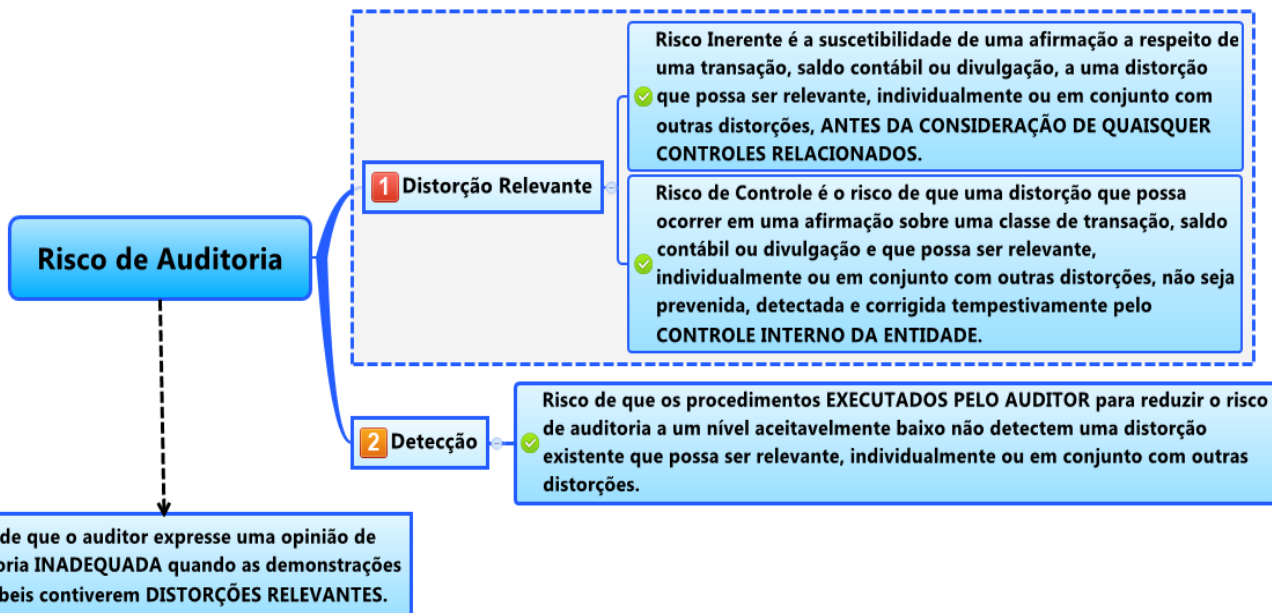 Risco Inerente é a suscetibilidade de uma afirmação a respeito de
uma transação, saldo contábil ou divulgação, a uma distorção
que possa ser relevante, individualmente ou em conjunto com
outras distorções, ANTES DA CONSIDERAÇÃO DE QUAISQUER
CONTROLES RELACIONADOS.
1 Distorção Relevante
Risco de Controle é o risco de que uma distorção que possa
ocorrer em uma afirmação sobre uma classe de transação, saldo
contábil ou divulgação e que possa ser relevante,
individualmente ou em conjunto com outras distorções, não seja
prevenida, detectada e corrigida tempestivamente pelo
CONTROLE INTERNO DA ENTIDADE.
Risco de Auditoria
2 Detecção
Risco de que os procedimentos EXECUTADOS PELO AUDITOR para reduzir o risco
de auditoria a um nível aceitavelmente baixo não detectem uma distorção
existente que possa ser relevante, individualmente ou em conjunto com outras
distorções.
de que o auditor expresse uma opinião de
oria INADEQUADA quando as demonstrações
beis contiverem DISTORÇÕES RELEVANTES.